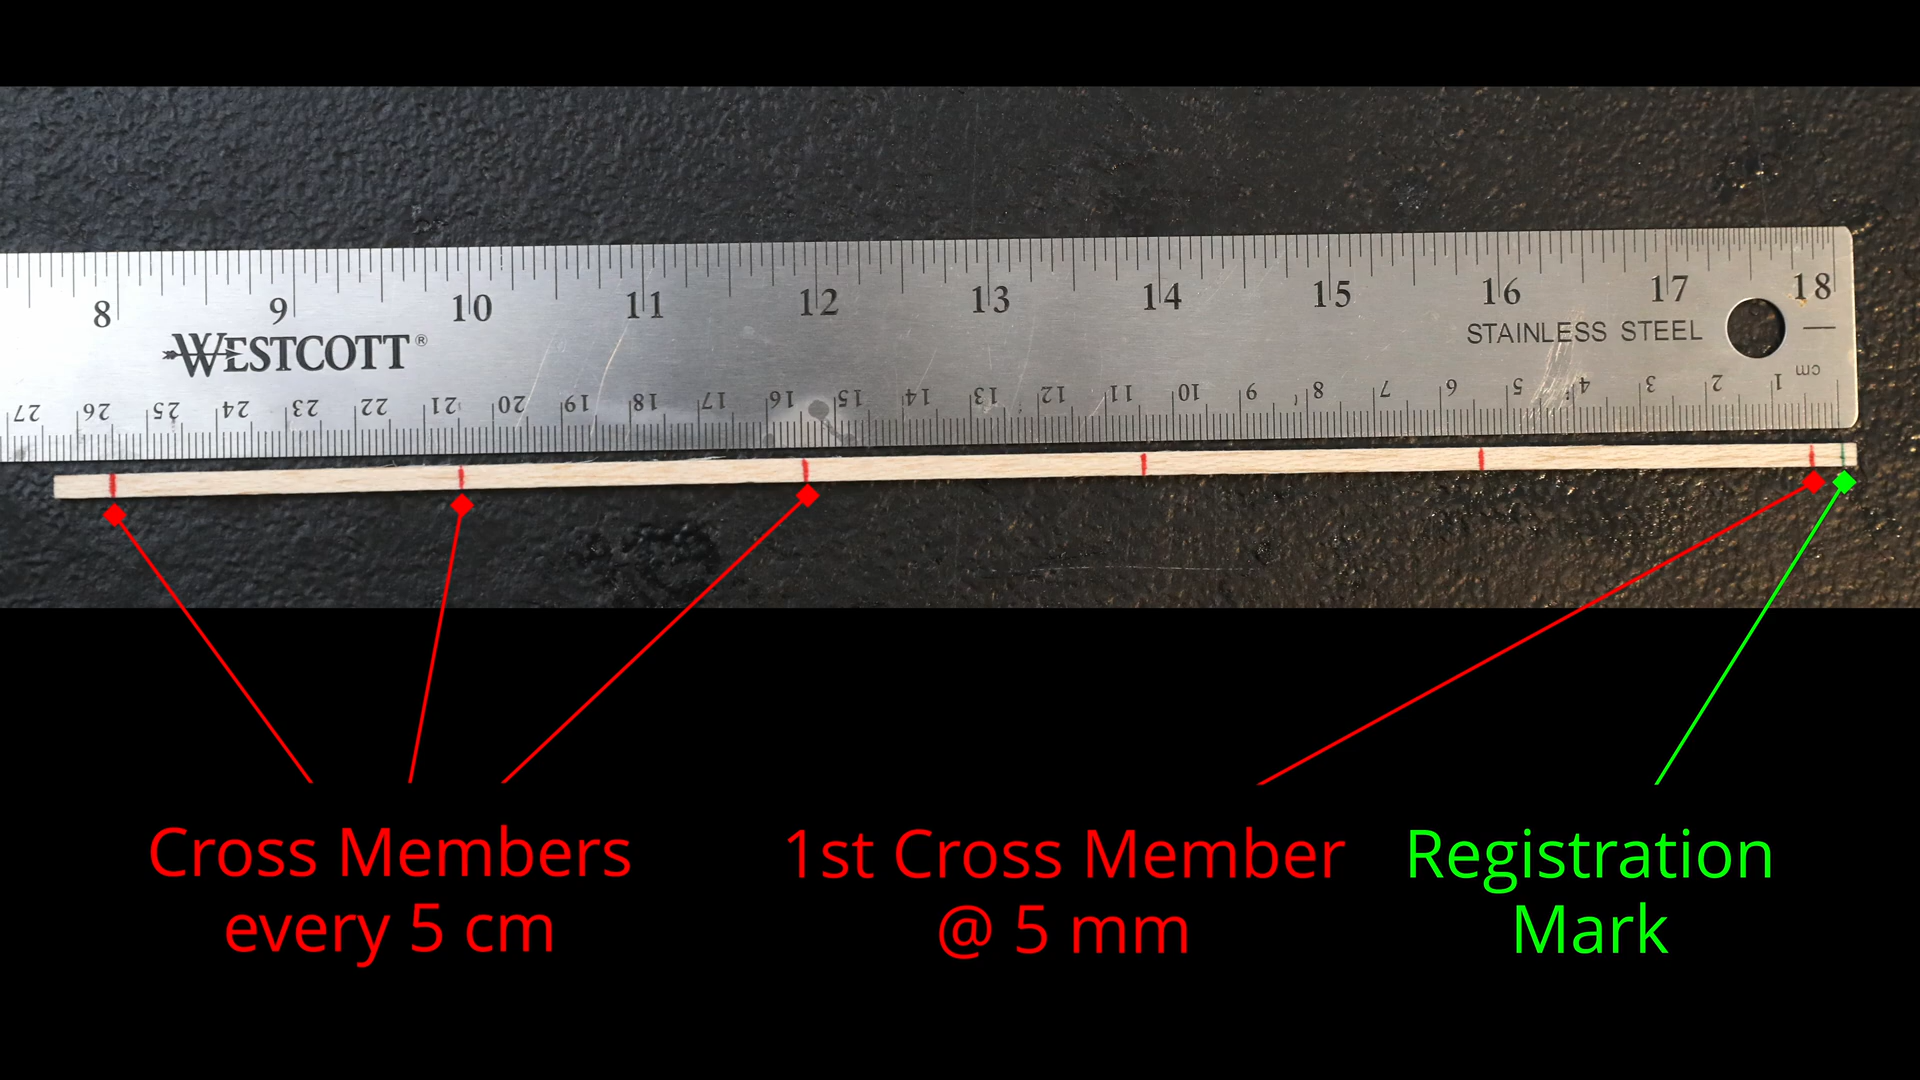 8 9 10 11 12 13 14 15 16 17 18
WESTCOTT®
STAINLESS STEEL
27 26 25 24 23 22 21 20 19 18 17 16 15 14 13 12 11 10 9 8 7 6 5 4 3 2 1 cm
Cross Members
every 5 cm
1st Cross Member
@ 5 mm
Registration
Mark